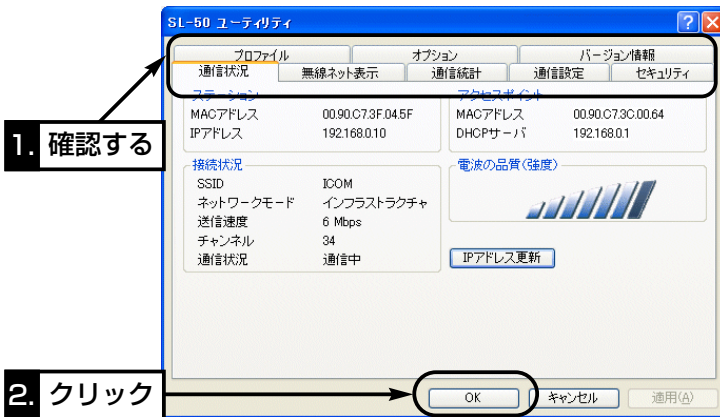 SL-50 ユーティリティ
プロファイル オプション バージョン情報
通信状況 無線ネット表示 通信統計 通信設定 セキュリティ
ステーション
MACアドレス 00.90.C7.3F.04.5F
IPアドレス 192.168.0.10
アクセスポイント
MACアドレス 00.90.C7.3C.00.64
DHCPサーバ 192.168.0.1
1. 確認する
接続状況
SSID ICOM
ネットワークモード インフラストラクチャ
送信速度 6 Mbps
チャンネル 34
通信状況 通信中
電波の品質(強度)
IPアドレス更新
2. クリック
OK キャンセル 適用(A)